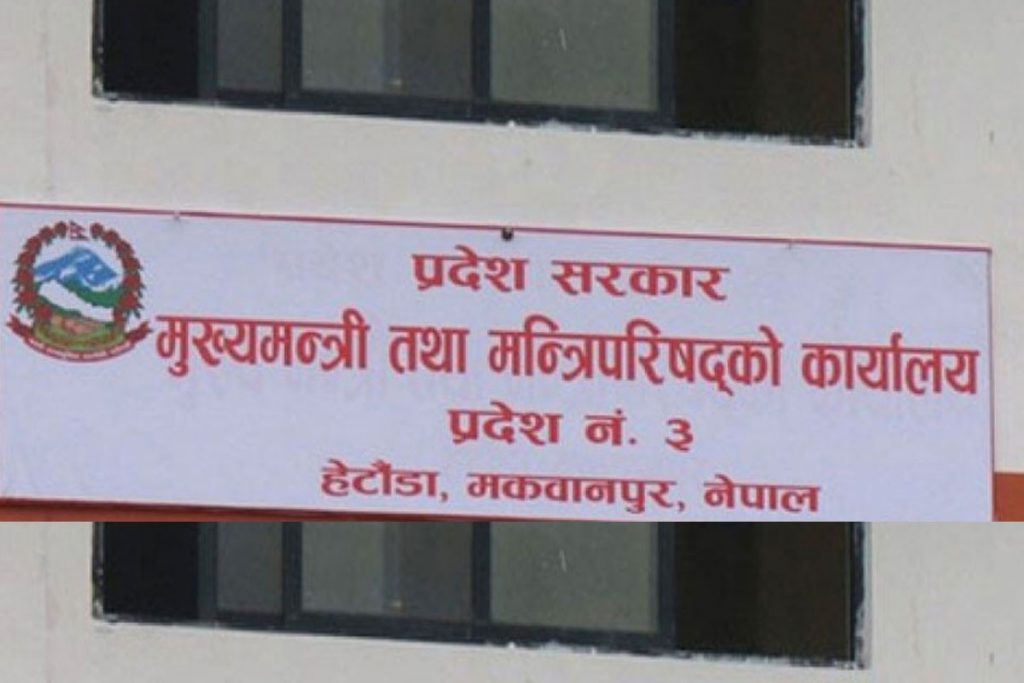 प्रदेश सरकार
मुख्यमन्त्री तथा मन्त्रिपरिषद्को कार्यालय
प्रदेश नं. ३
हेटौंडा, मकवानपुर, नेपाल